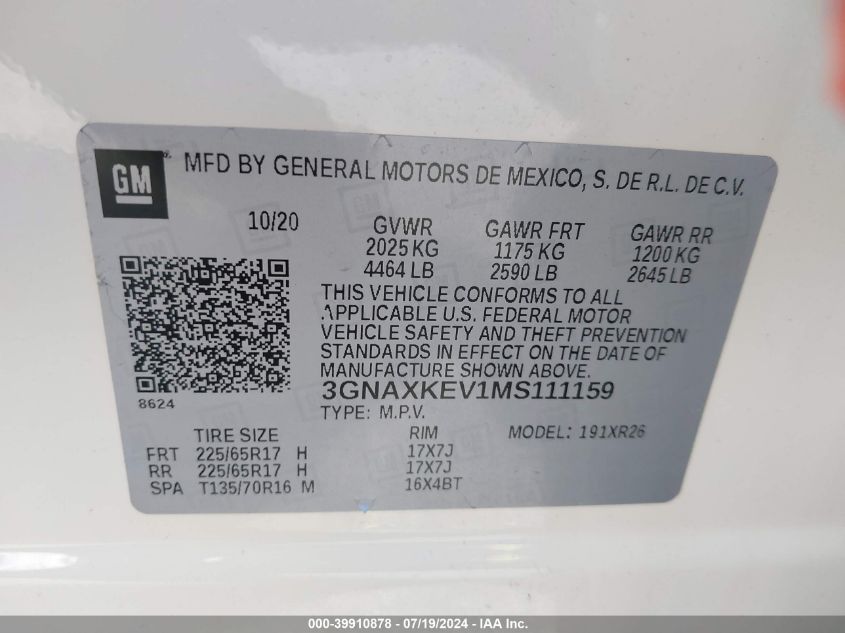 GM
MFD BY GENERAL MOTORS DE MEXICO, S. DE R.L. DE C.V.
10/20 GVWR GAWR FRT GAWR RR
2025 KG 1175 KG 1200 KG
4464 LB 2590 LB 2645 LB
THIS VEHICLE CONFORMS TO ALL
APPLICABLE U.S. FEDERAL MOTOR
VEHICLE SAFETY AND THEFT PREVENTION
STANDARDS IN EFFECT ON THE DATE OF
MANUFACTURE SHOWN ABOVE.
8624 3GNAXKEV1MS111159
TYPE: M.P.V.
TIRE SIZE RIM MODEL: 191XR26
FRT 225/65R17 H 17X7J
RR 225/65R17 H 17X7J
SPA T135/70R16 M 16X4BT
000-39910878 - 07/19/2024 - IAA Inc.